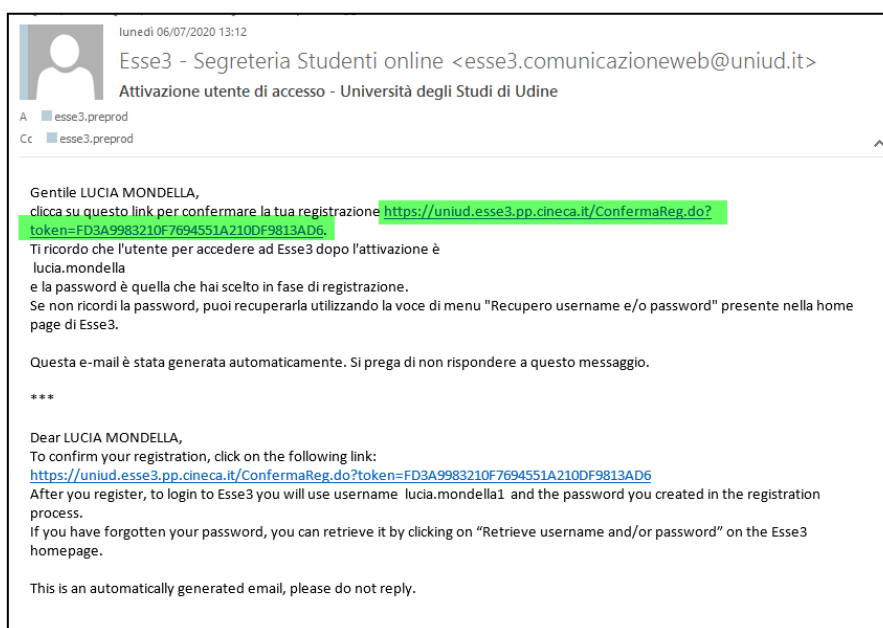 lunedì 06/07/2020 13:12
Esse3 - Segreteria Studenti online <esse3.comunicazioneweb@uniud.it>
Attivazione utente di accesso - Università degli Studi di Udine
A esse3.preprod
Cc esse3.preprod
Gentile LUCIA MONDELLA,
clicca su questo link per confermare la tua registrazione https://uniud.esse3.pp.cineca.it/ConfermaReg.do?
token=FD3A9983210F7694551A210DF9813AD6.
Ti ricordo che l'utente per accedere ad Esse3 dopo l'attivazione è
lucia.mondella
e la password è quella che hai scelto in fase di registrazione.
Se non ricordi la password, puoi recuperarla utilizzando la voce di menu "Recupero username e/o password" presente nella home
page di Esse3.
Questa e-mail è stata generata automaticamente. Si prega di non rispondere a questo messaggio.
***
Dear LUCIA MONDELLA,
To confirm your registration, click on the following link:
https://uniud.esse3.pp.cineca.it/ConfermaReg.do?token=FD3A9983210F7694551A210DF9813AD6
After you register, to login to Esse3 you will use username lucia.mondella1 and the password you created in the registration
process.
If you have forgotten your password, you can retrieve it by clicking on “Retrieve username and/or password” on the Esse3
homepage.
This is an automatically generated email, please do not reply.